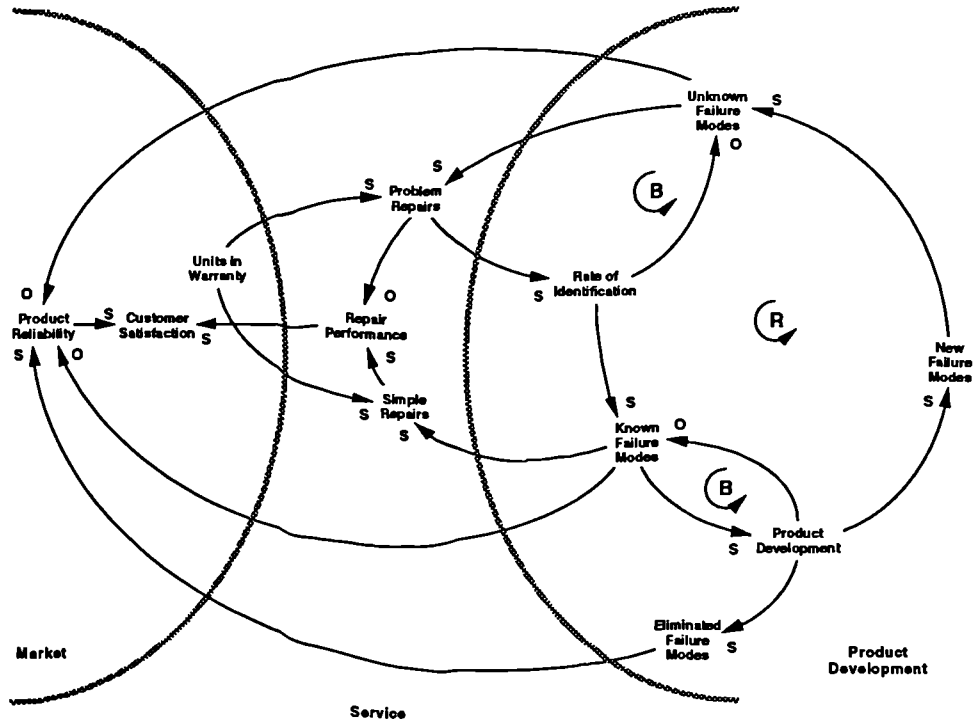 Unknown
Failure
Modes
S
O
B
S
S
Problem
Repairs
Units in
Warranty
S
Rate of
Identification
O
O
Product
Reliability
S
Customer
Satisfaction
S
Repair
Performance
R
S
O
S
New
Failure
Modes
S
Simple
Repairs
S
S
S
Known
Failure
Modes
O
B
S
Product
Development
Eliminated
Failure
Modes
S
Market
Product
Development
Service